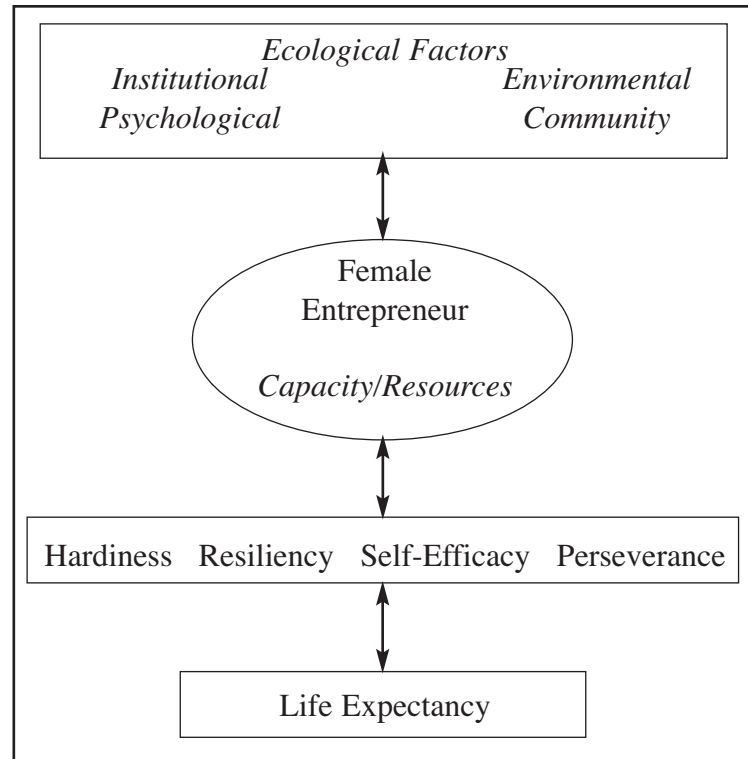 Ecological Factors
Institutional Environmental
Psychological Community
Female
Entrepreneur
Capacity/Resources
Hardiness Resiliency Self-Efficacy Perseverance
Life Expectancy